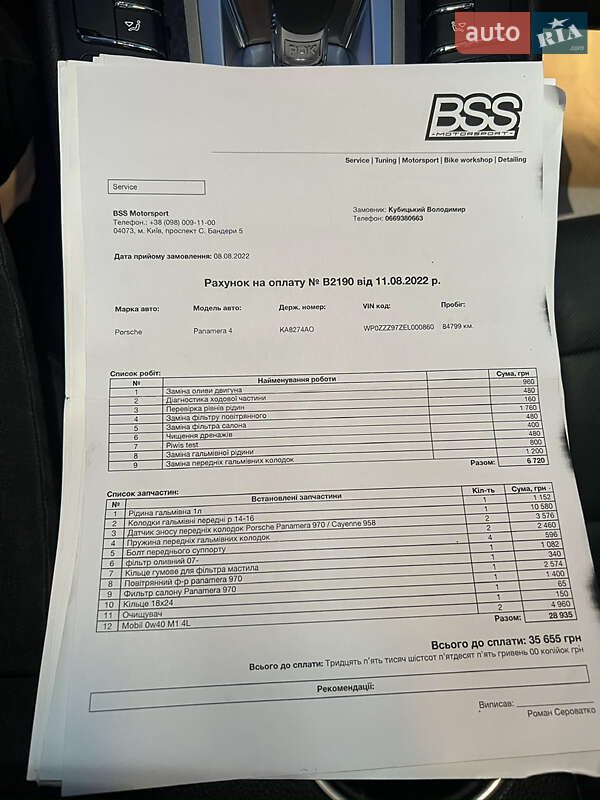 auto RIA .com
PDK
BSS
MOTORSPORT
Service | Tuning | Motorsport | Bike workshop | Detailing
Service
BSS Motorsport
Телефон.: +38 (098) 009-11-00
04073, м. Київ, проспект С. Бандери 5
Замовник: Кубицький Володимир
Телефон: 0669380663
Дата прийому замовлення: 08.08.2022
Рахунок на оплату № B2190 від 11.08.2022 р.
Марка авто: Модель авто: Держ. номер: VIN код: Пробіг:
Porsche Panamera 4 KA8274AO WP0ZZZ97ZEL000860 84799 км.
Список робіт:
№ Найменування роботи Сума, грн
1 Заміна оливи двигуна 960
2 Діагностика ходової частини 480
3 Перевірка рівнів рідин 160
4 Заміна фільтру повітряного 1 760
5 Заміна фільтра салона 480
6 Чищення дренажів 400
7 Piwis test 480
8 Заміна гальмівної рідини 800
9 Заміна передніх гальмівних колодок 1 200
Разом: 6 720
Список запчастин:
№ Встановлені запчастини Кіл-ть Сума, грн
1 Рідина гальмівна 1л 1 1 152
2 Колодки гальмівні передні р 14-16 1 10 580
3 Датчик зносу передніх колодок Porsche Panamera 970 / Cayenne 958 2 3 576
4 Пружина передніх гальмівних колодок 2 2 460
5 Болт переднього суппорту 4 596
6 фільтр оливний 07- 1 1 082
7 Кільце гумове для фільтра мастила 1 340
8 Повітрянний ф-р panamera 970 1 2 574
9 Фильтр салону Panamera 970 1 1 400
10 Кільце 18x24 1 65
11 Очищувач 1 150
12 Mobil 0w40 M1 4L 2 4 960
Разом: 28 935
Всього до сплати: 35 655 грн
Всього до сплати: Тридцять п'ять тисяч шістсот п'ятдесят п'ять гривень 00 копійок грн
Рекомендації:
Виписав:
Роман Сероватко